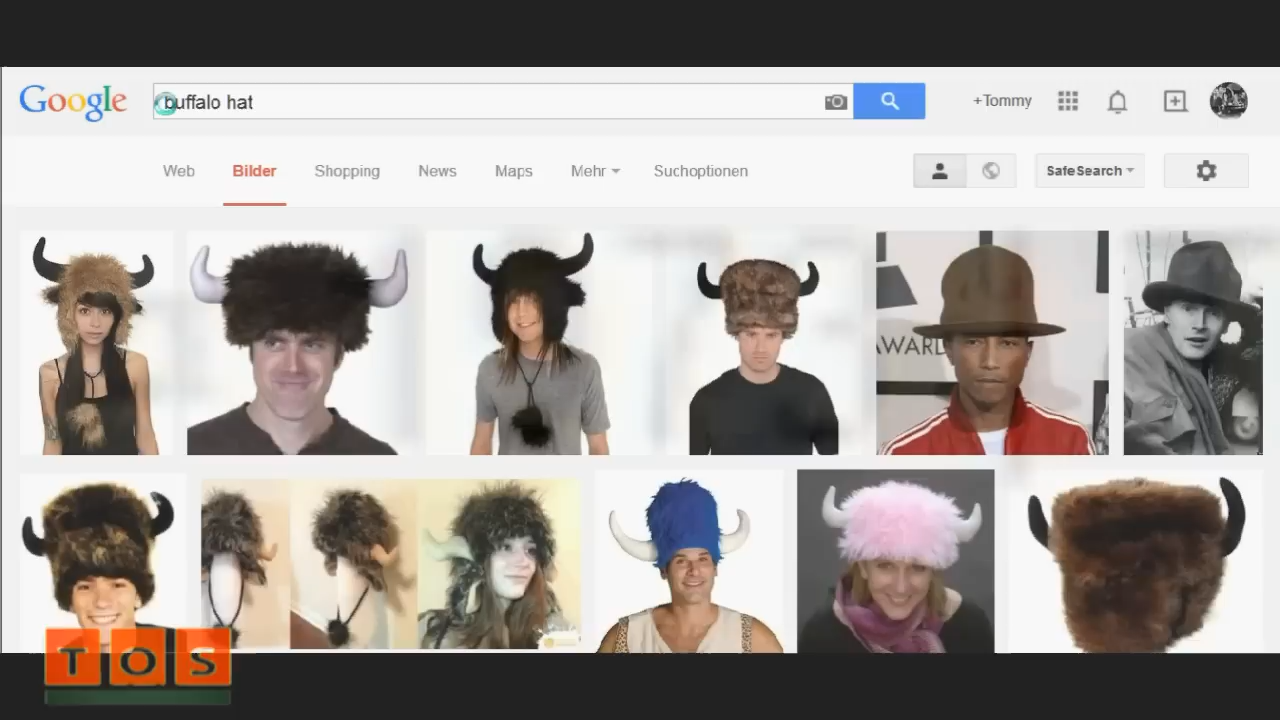 Google
buffalo hat
+Tommy
Web
Bilder
Shopping
News
Maps
Mehr
Suchoptionen
SafeSearch
AWARD
TOS